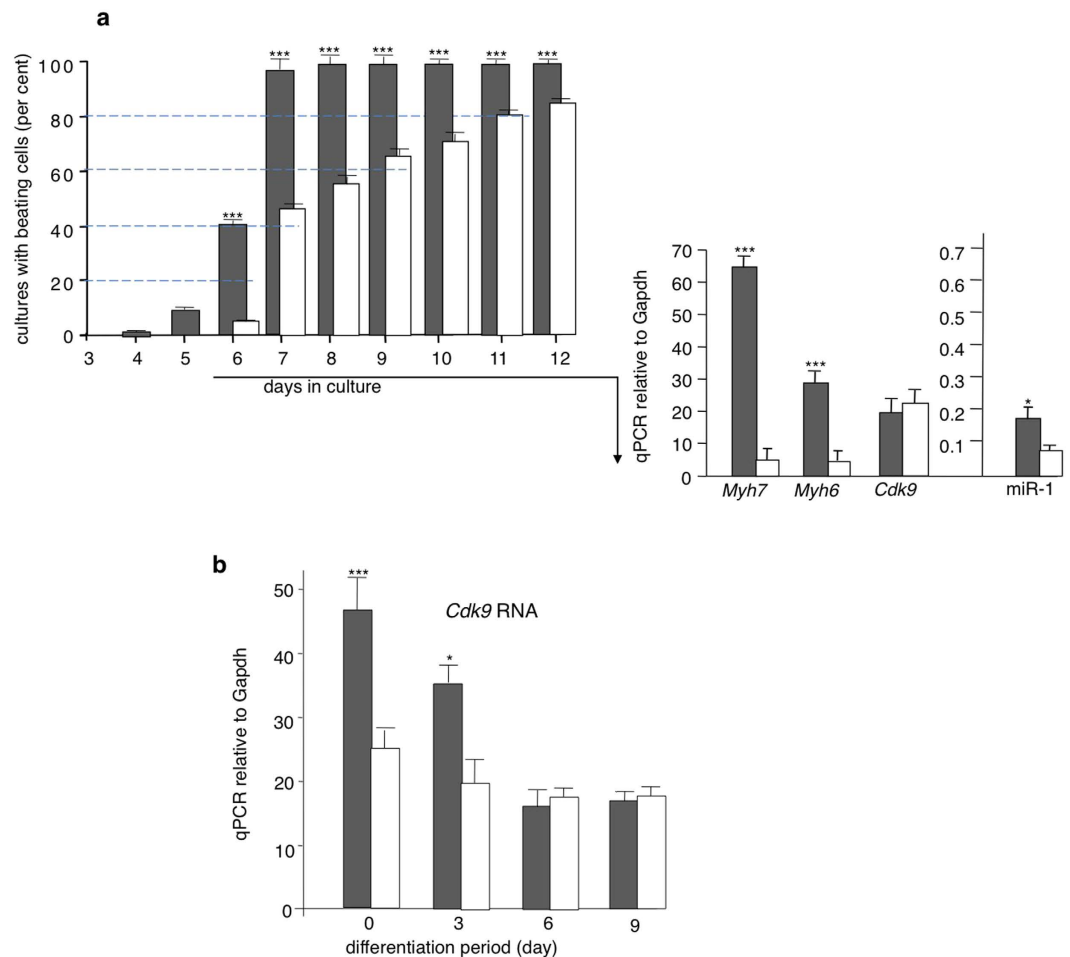 a
cultures with beating cells (per cent)
100
80
60
40
20
0
*** *** *** *** *** *** ***
3 4 5 6 7 8 9 10 11 12
days in culture
qPCR relative to Gapdh
70
60
50
40
30
20
10
0
***
***
Myh7 Myh6 Cdk9
0.7
0.6
0.5
0.4
0.3
0.2
0.1
*
miR-1
b
qPCR relative to Gapdh
50
40
30
20
10
0
***
*
Cdk9 RNA
0 3 6 9
differentiation period (day)